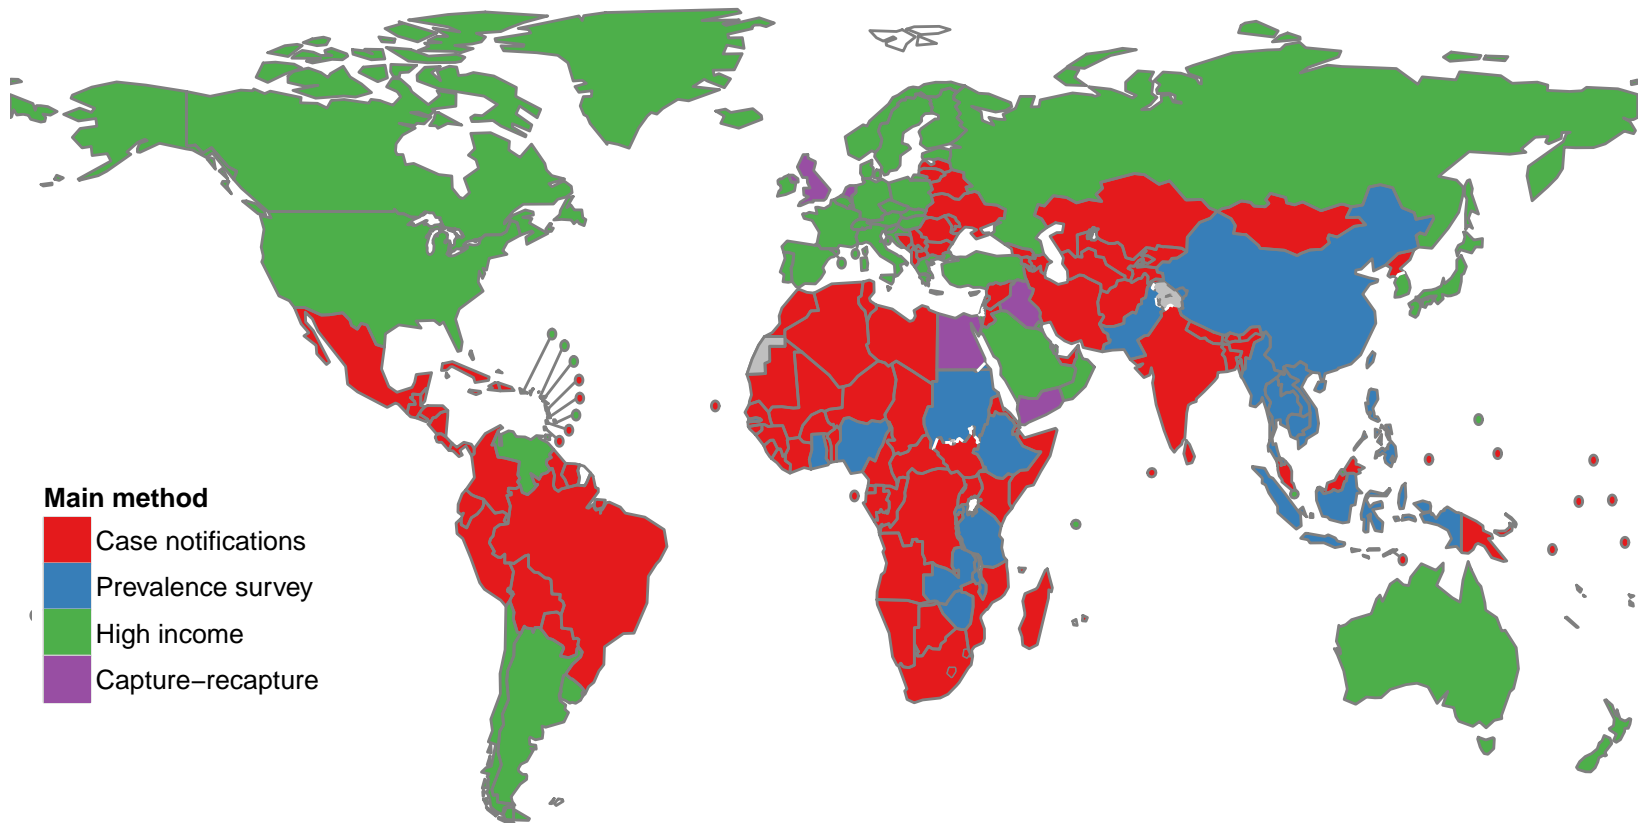 Main method
Case notifications
Prevalence survey
High income
Capture−recapture